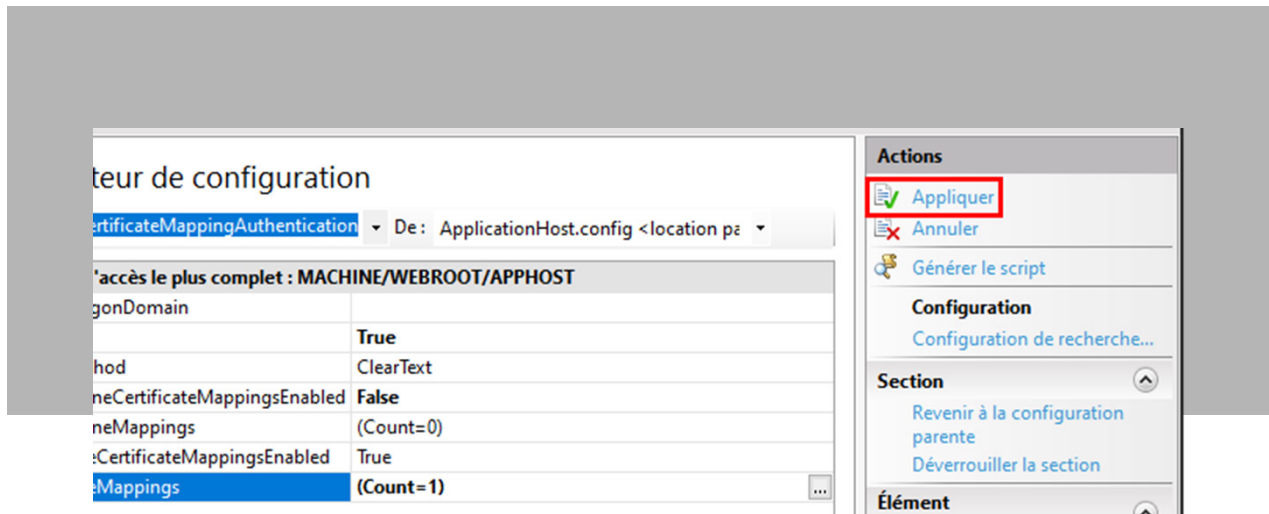 teur de configuration
ertificateMappingAuthentication De : ApplicationHost.config <location pa
'accès le plus complet : MACHINE/WEBROOT/APPHOST
gonDomain
True
hod ClearText
neCertificateMappingsEnabled False
neMappings (Count=0)
eCertificateMappingsEnabled True
eMappings (Count=1) ...
Actions
Appliquer
Annuler
Générer le script
Configuration
Configuration de recherche...
Section
Revenir à la configuration
parente
Déverrouiller la section
Élément